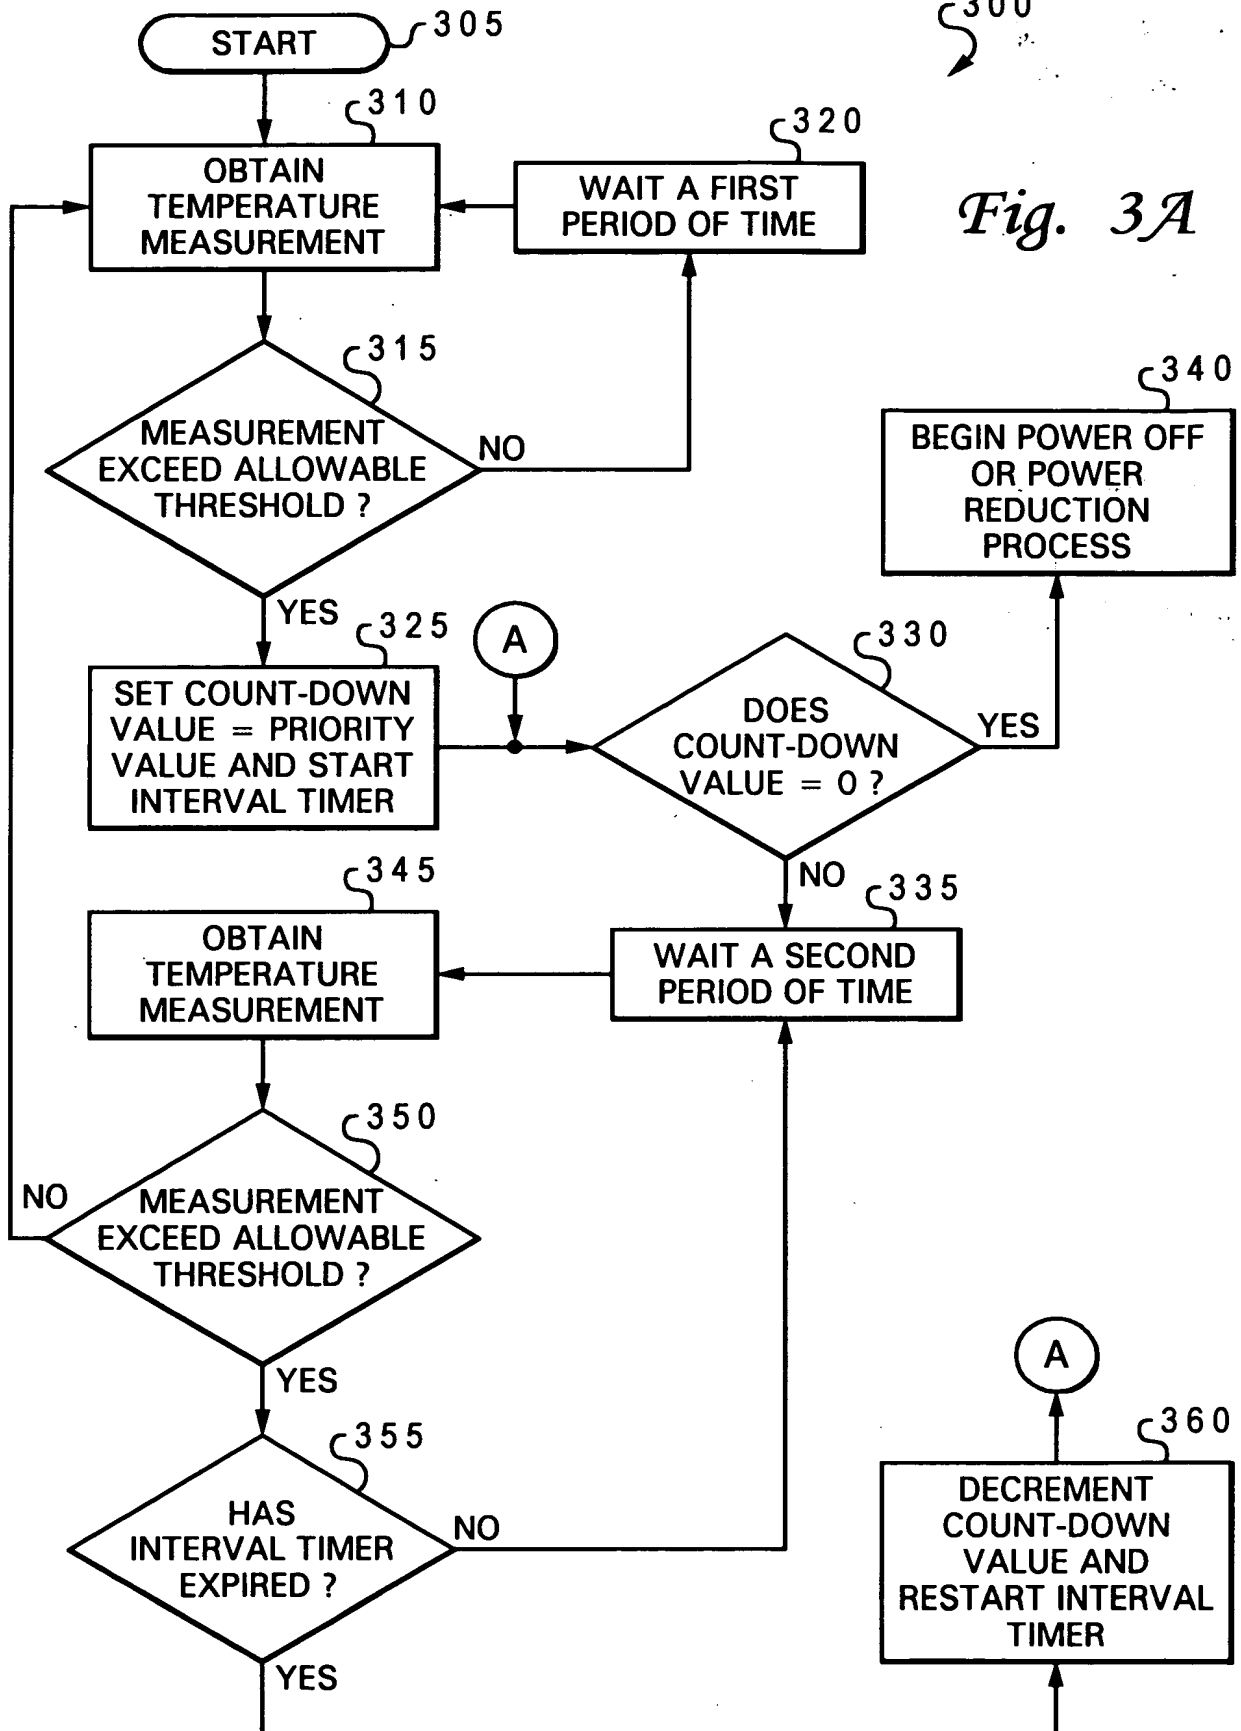 300
START
305
310
OBTAIN
TEMPERATURE
MEASUREMENT
320
WAIT A FIRST
PERIOD OF TIME
Fig. 3A
315
MEASUREMENT
EXCEED ALLOWABLE
THRESHOLD ?
NO
YES
340
BEGIN POWER OFF
OR POWER
REDUCTION
PROCESS
325
SET COUNT-DOWN
VALUE = PRIORITY
VALUE AND START
INTERVAL TIMER
A
330
DOES
COUNT-DOWN
VALUE = 0 ?
YES
NO
335
WAIT A SECOND
PERIOD OF TIME
345
OBTAIN
TEMPERATURE
MEASUREMENT
350
MEASUREMENT
EXCEED ALLOWABLE
THRESHOLD ?
NO
YES
355
HAS
INTERVAL TIMER
EXPIRED ?
NO
YES
A
360
DECREMENT
COUNT-DOWN
VALUE AND
RESTART INTERVAL
TIMER